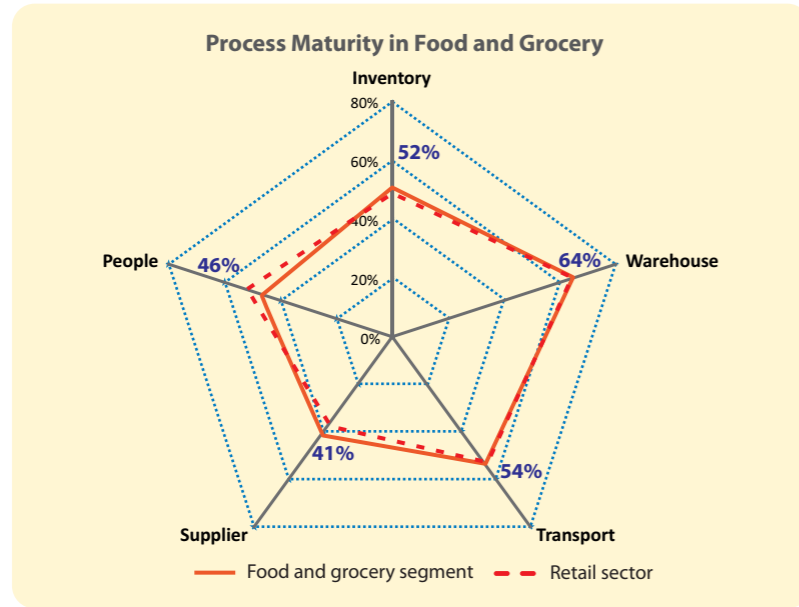 Process Maturity in Food and Grocery
Inventory
80%
52%
60%
40%
People
46%
64%
Warehouse
20%
0%
41%
54%
Supplier
Transport
Food and grocery segment
Retail sector